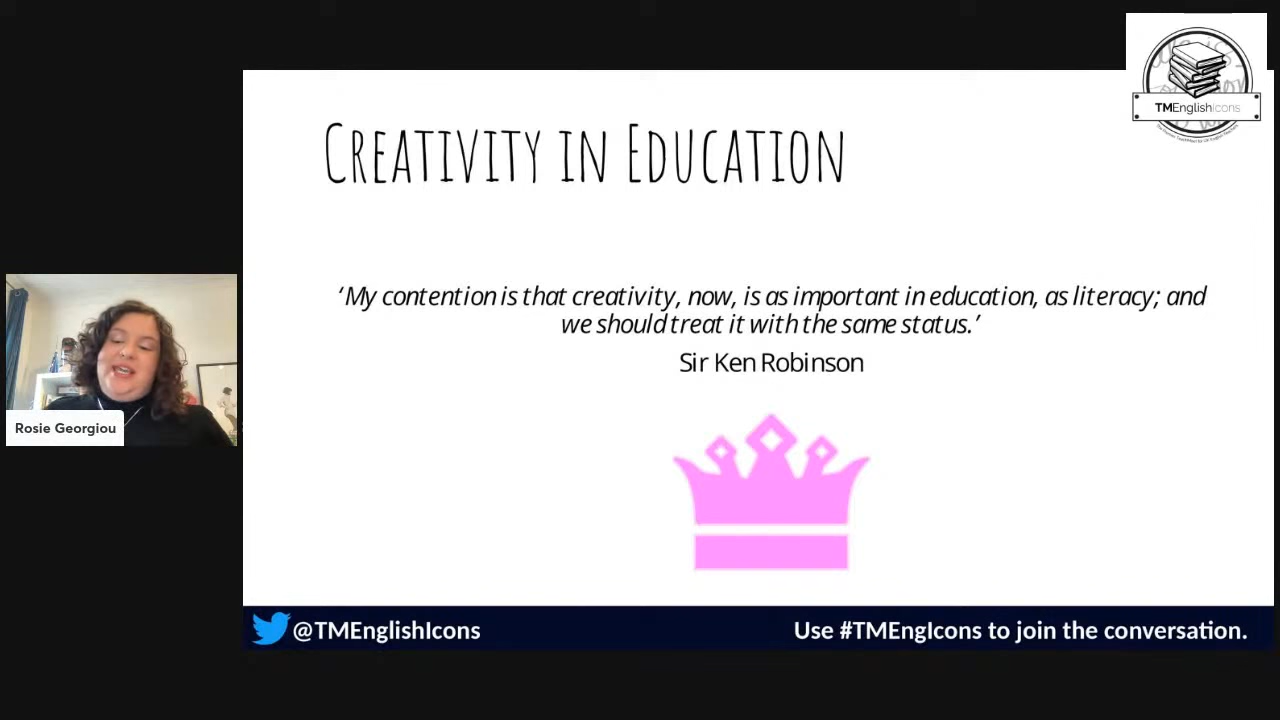 TMEnglishicons
CREATIVITY IN EDUCATION
‘My contention is that creativity, now, is as important in education, as literacy; and
we should treat it with the same status.’
Sir Ken Robinson
Rosie Georgiou
@TMEnglishIcons
Use #TMEngIcons to join the conversation.